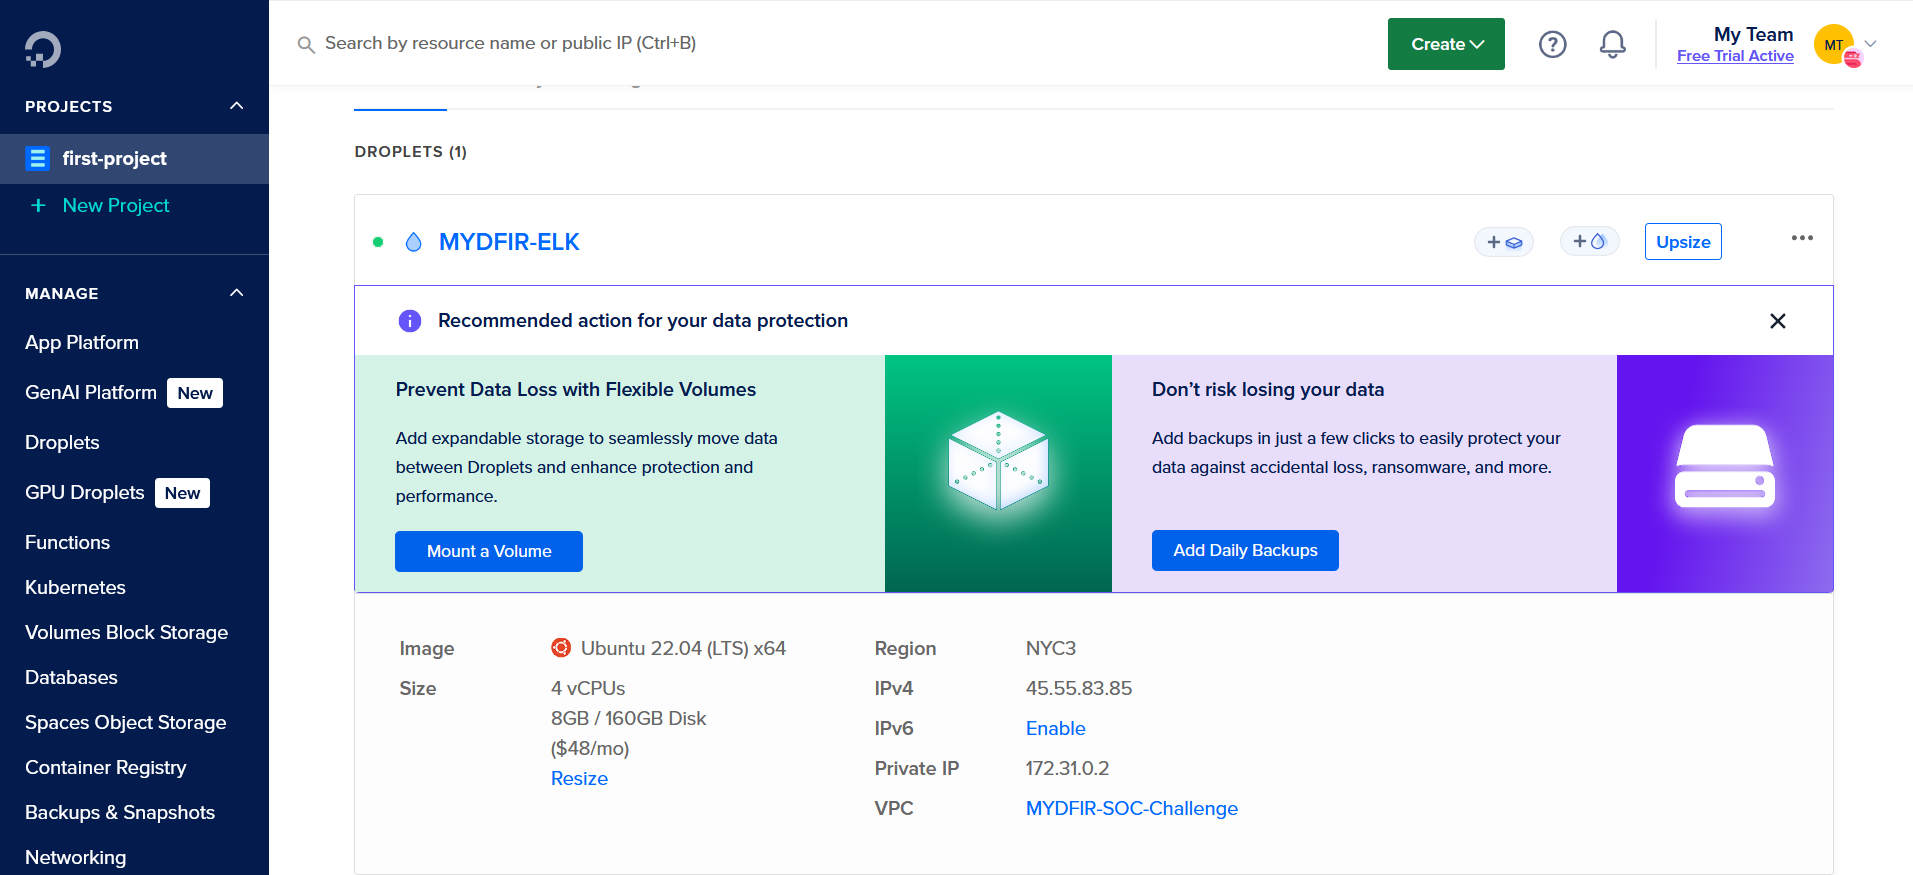 Search by resource name or public IP (Ctrl+B)
Create
?
My Team
Free Trial Active
MT
PROJECTS
first-project
+ New Project
MANAGE
App Platform
GenAI Platform New
Droplets
GPU Droplets New
Functions
Kubernetes
Volumes Block Storage
Databases
Spaces Object Storage
Container Registry
Backups & Snapshots
Networking
DROPLETS (1)
MYDFIR-ELK
+
+
Upsize
Recommended action for your data protection
Prevent Data Loss with Flexible Volumes
Add expandable storage to seamlessly move data
between Droplets and enhance protection and
performance.
Mount a Volume
Don’t risk losing your data
Add backups in just a few clicks to easily protect your
data against accidental loss, ransomware, and more.
Add Daily Backups
Image Ubuntu 22.04 (LTS) x64
Size 4 vCPUs
8GB / 160GB Disk
($48/mo)
Resize
Region NYC3
IPv4 45.55.83.85
IPv6 Enable
Private IP 172.31.0.2
VPC MYDFIR-SOC-Challenge